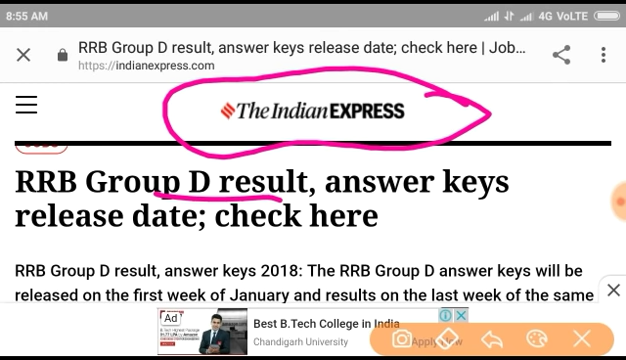 8:55 AM 4G VoLTE
RRB Group D result, answer keys release date; check here | Job...
https://indianexpress.com
The Indian EXPRESS
RRB Group D result, answer keys
release date; check here
RRB Group D result, answer keys 2018: The RRB Group D answer keys will be
released on the first week of January and results on the last week of the same
Ad
Best B.Tech College in India
Chandigarh University
Apply Now